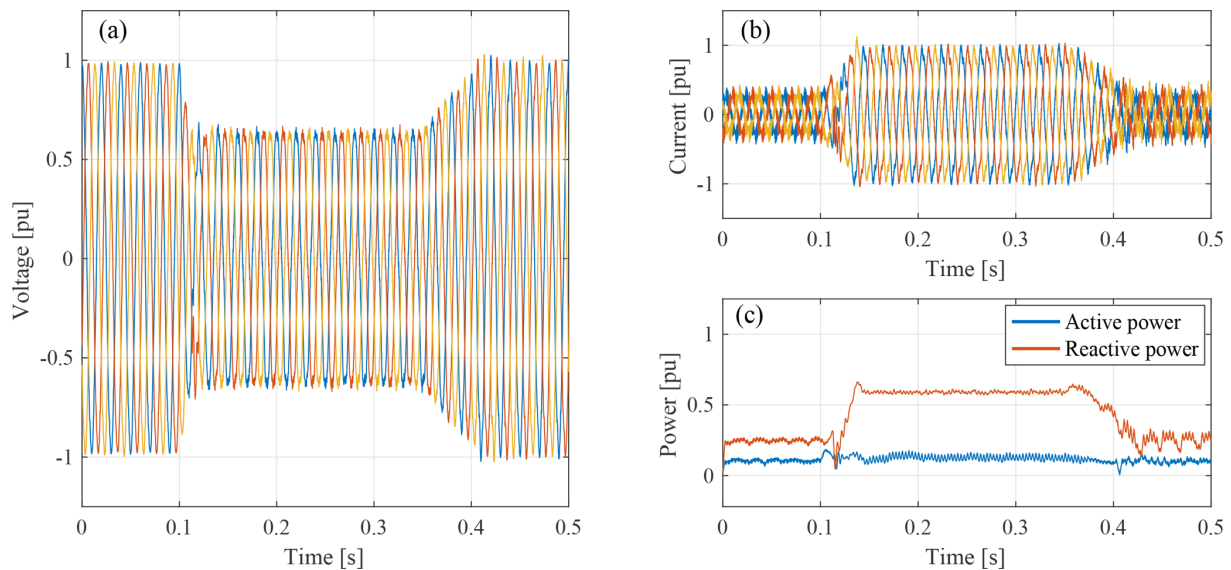 (a)
1
0.5
0
-0.5
-1
Voltage [pu]
0 0.1 0.2 0.3 0.4 0.5
Time [s]
(b)
1
0
-1
Current [pu]
0 0.1 0.2 0.3 0.4 0.5
Time [s]
(c)
Active power
Reactive power
1
0.5
0
Power [pu]
0 0.1 0.2 0.3 0.4 0.5
Time [s]